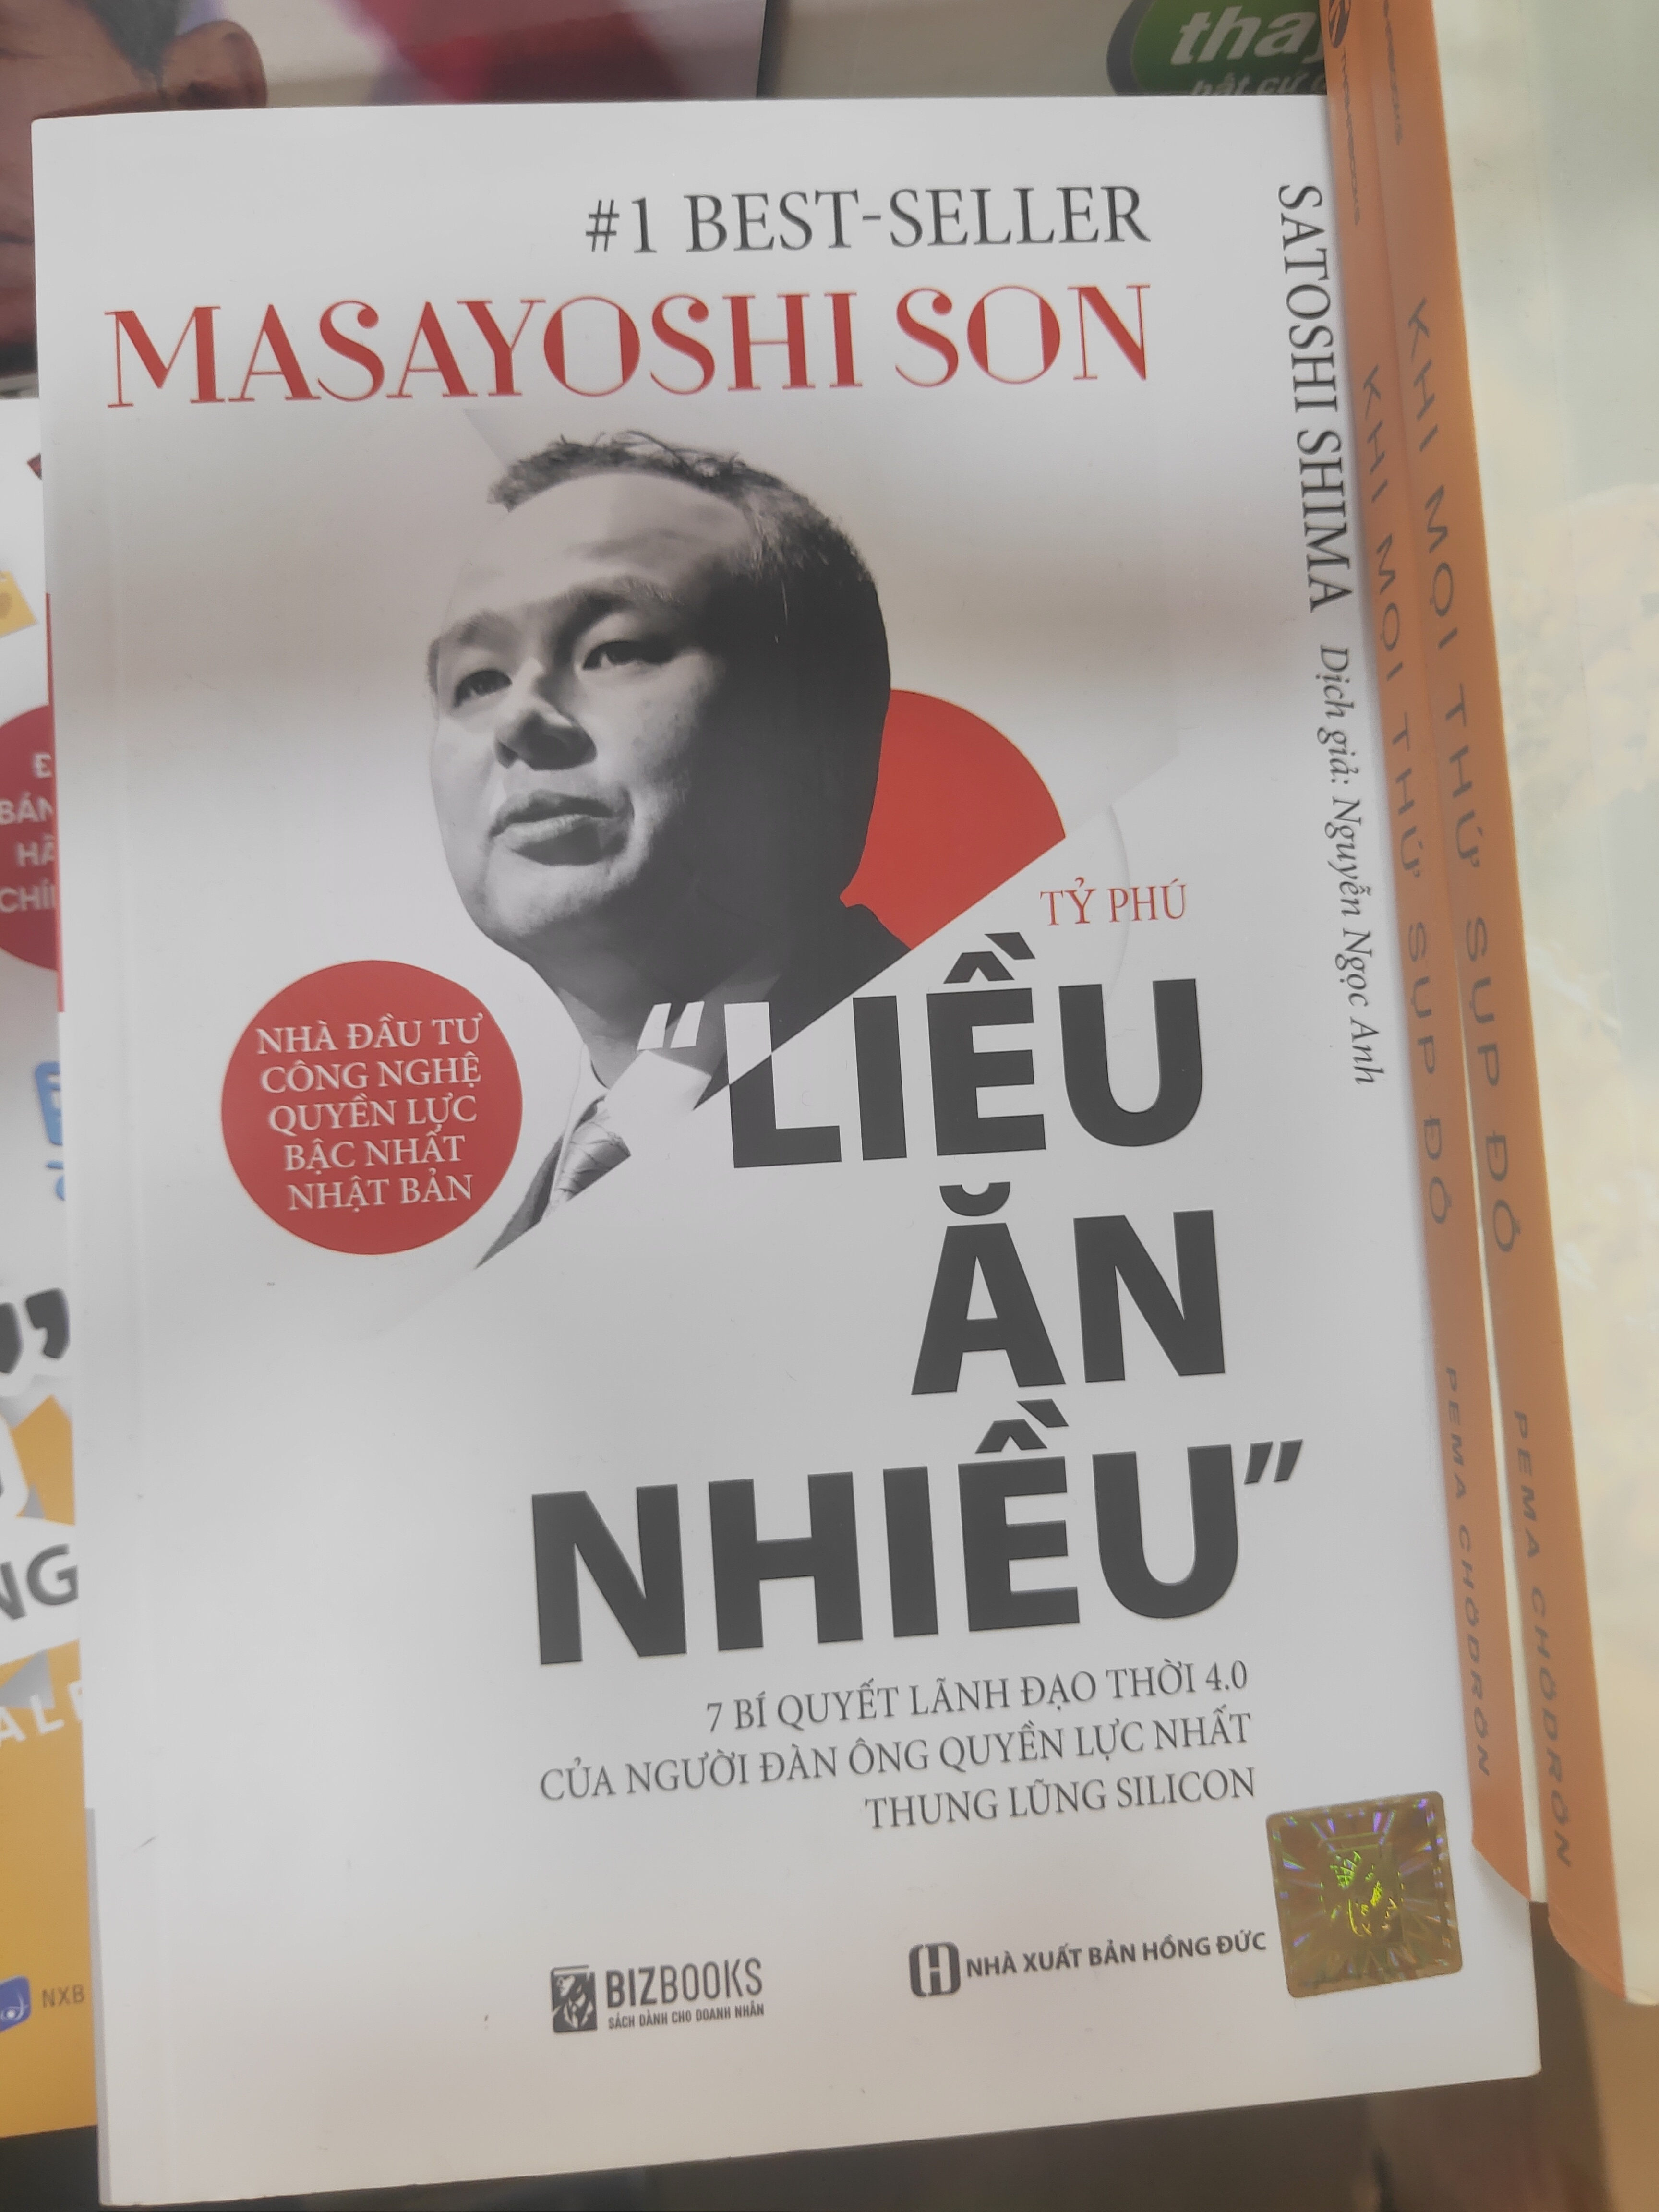 #1 BEST-SELLER
MASAYOSHI SON
TỶ PHÚ
"LIỀU
ĂN
NHIỀU"
NHÀ ĐẦU TƯ
CÔNG NGHỆ
QUYỀN LỰC
BẬC NHẤT
NHẬT BẢN
7 BÍ QUYẾT LÃNH ĐẠO THỜI 4.0
CỦA NGƯỜI ĐÀN ÔNG QUYỀN LỰC NHẤT
THUNG LŨNG SILICON
BIZBOOKS
SÁCH DÀNH CHO DOANH NHÂN
NHÀ XUẤT BẢN HỒNG ĐỨC
SATOSHI SHIMA Dịch giả: Nguyễn Ngọc Anh
KHI MỌI THỨ SỤP ĐỔ PEMA CHÖDRÖN
KHI MỌI THỨ SỤP ĐỔ PEMA CHÖDRÖN
bất cứ
NXB